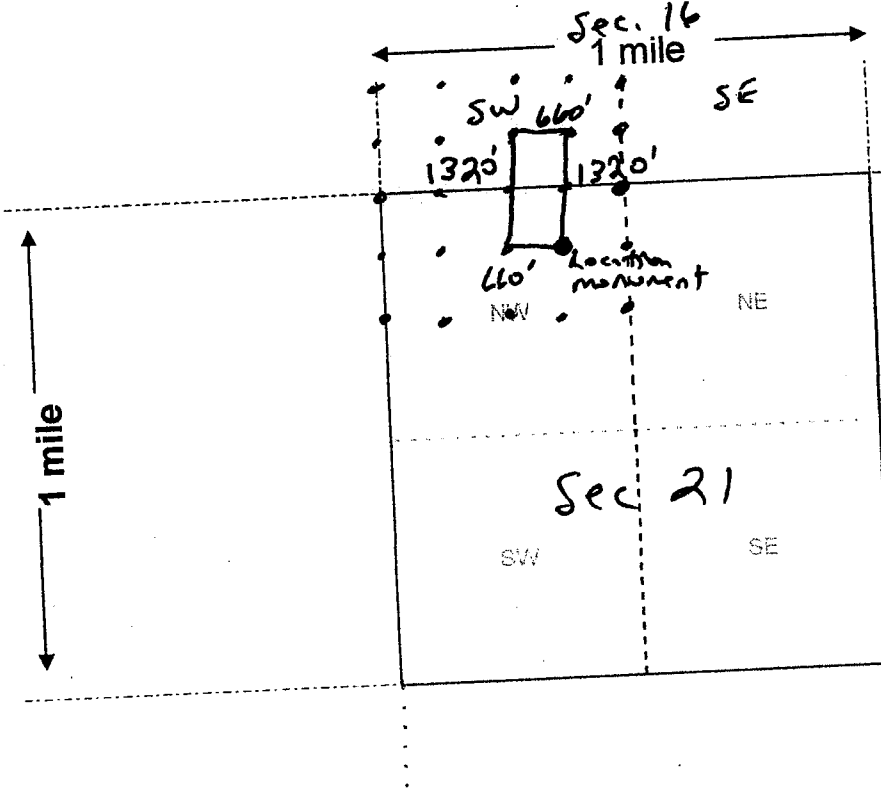 Sec. 16
1 mile
SW 660' SE
1320' 1320'
Location
monument
660'
NW NE
1 mile
Sec 21
SW SE